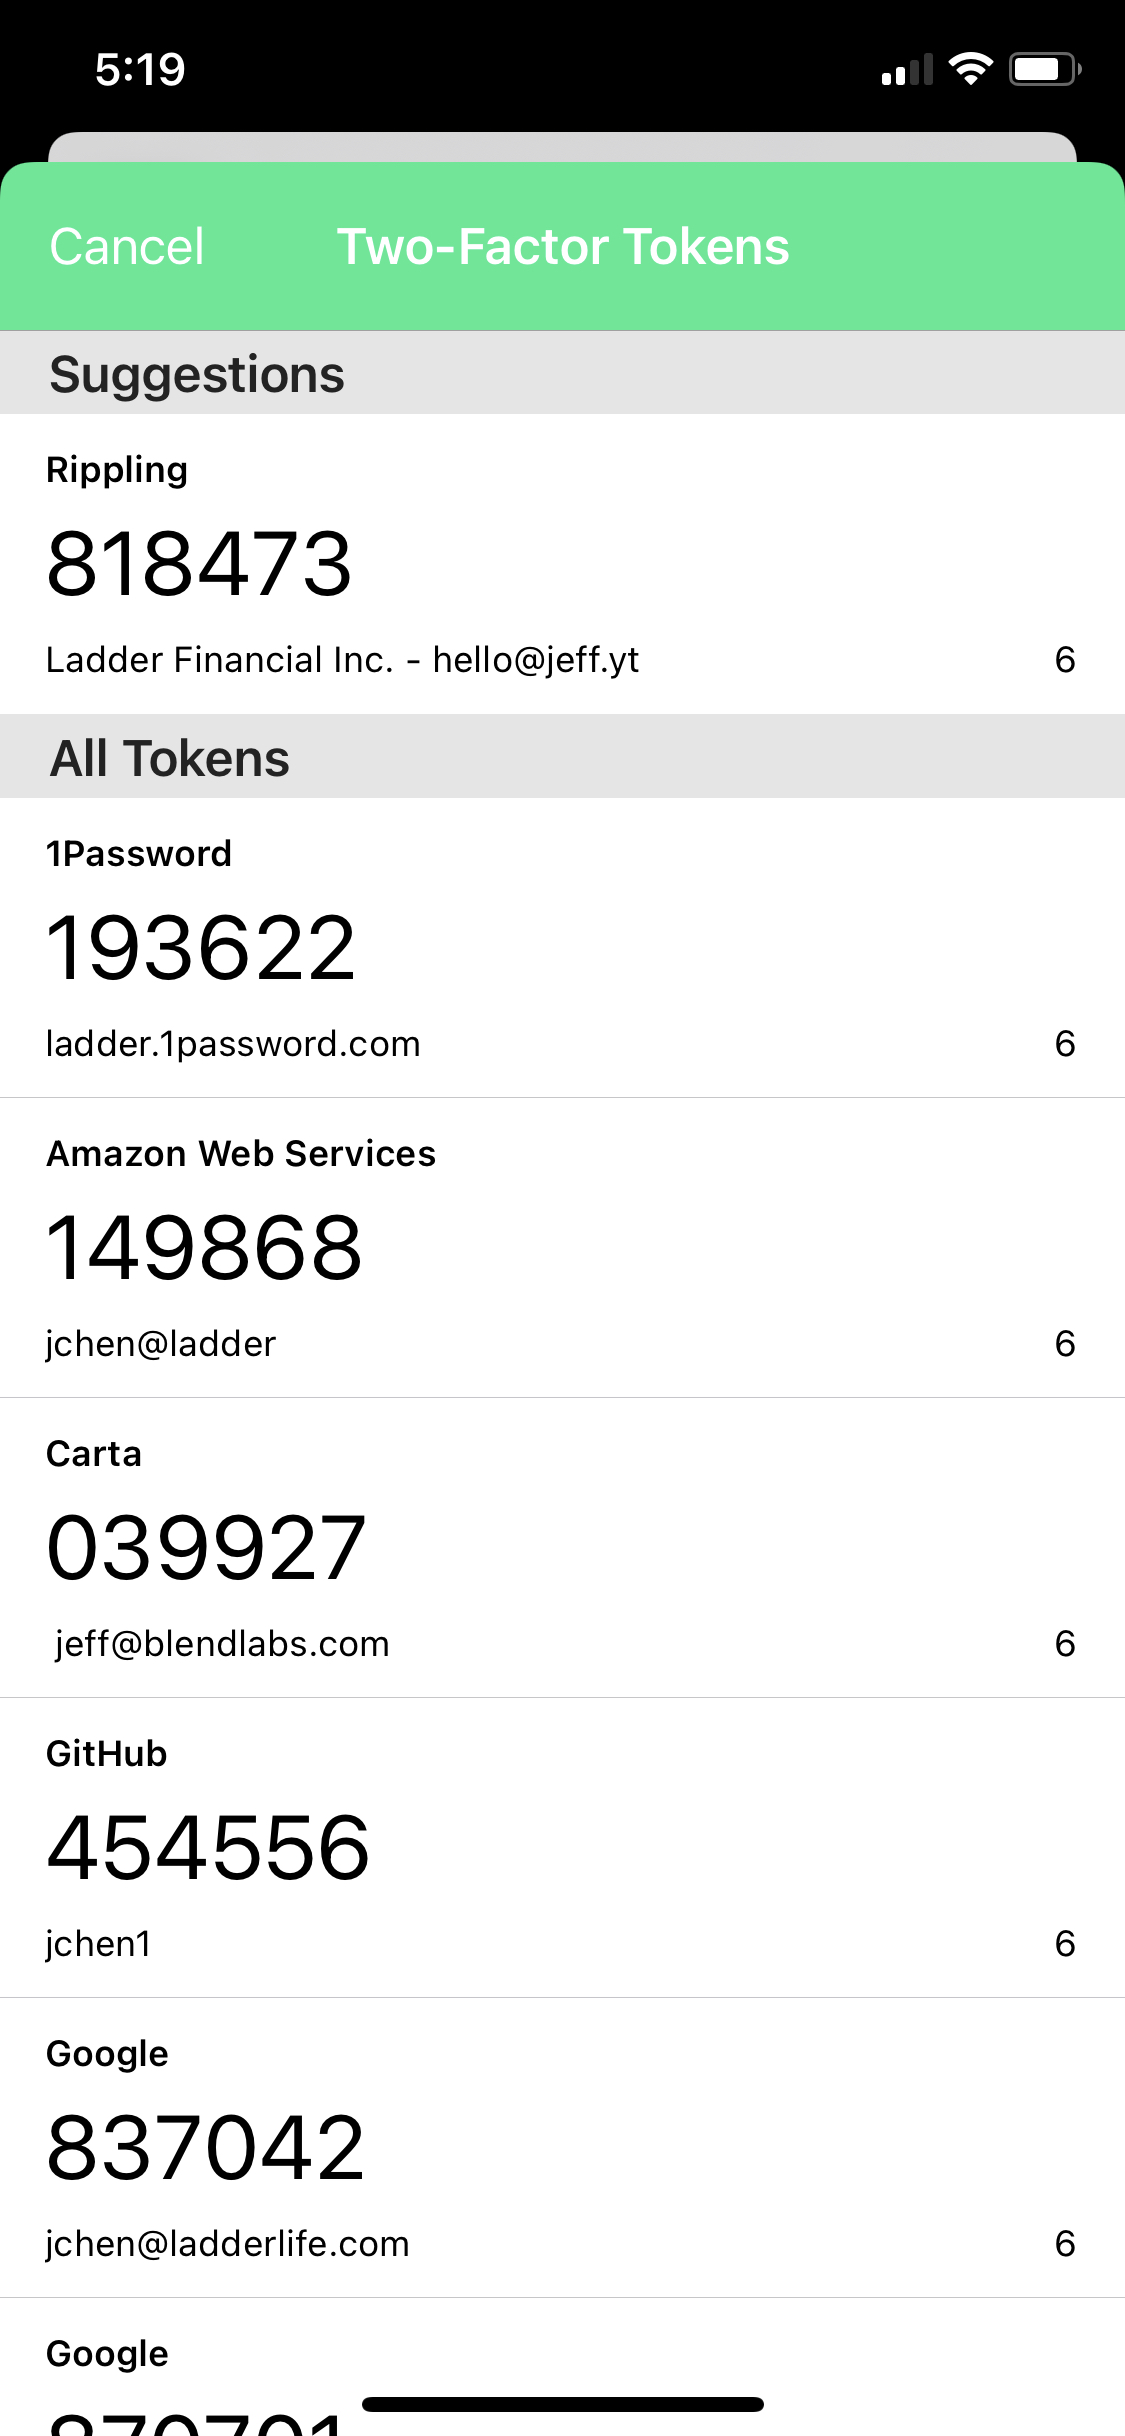 5:19
Cancel
Two-Factor Tokens
Suggestions
Rippling
818473
Ladder Financial Inc. - hello@jeff.yt
6
All Tokens
1Password
193622
ladder.1password.com
6
Amazon Web Services
149868
jchen@ladder
6
Carta
039927
jeff@blendlabs.com
6
GitHub
454556
jchen1
6
Google
837042
jchen@ladderlife.com
6
Google